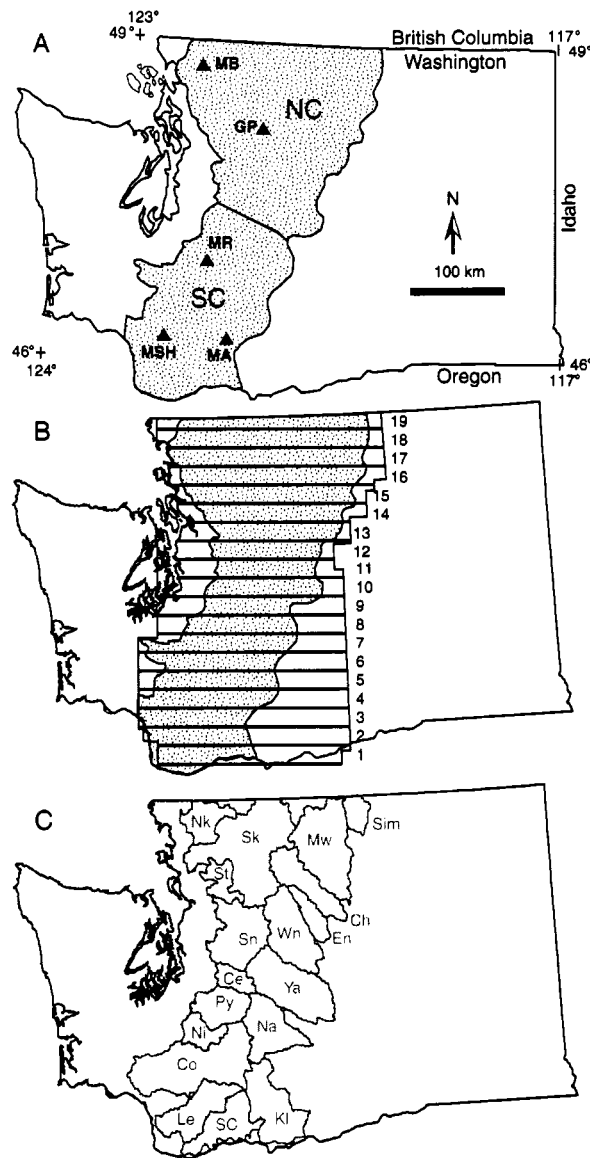 A
123°
49°+
British Columbia
Washington
117°
49°
MB
NC
GP
N
Idaho
100 km
MR
SC
MSH
MA
46°+
124°
Oregon
46°
117°
B
19
18
17
16
15
14
13
12
11
10
9
8
7
6
5
4
3
2
1
C
Nk
Sk
Mw
Sim
St
Ch
Sn
Wn
En
Ce
Ya
Py
Ni
Na
Co
Le
SC
Kl